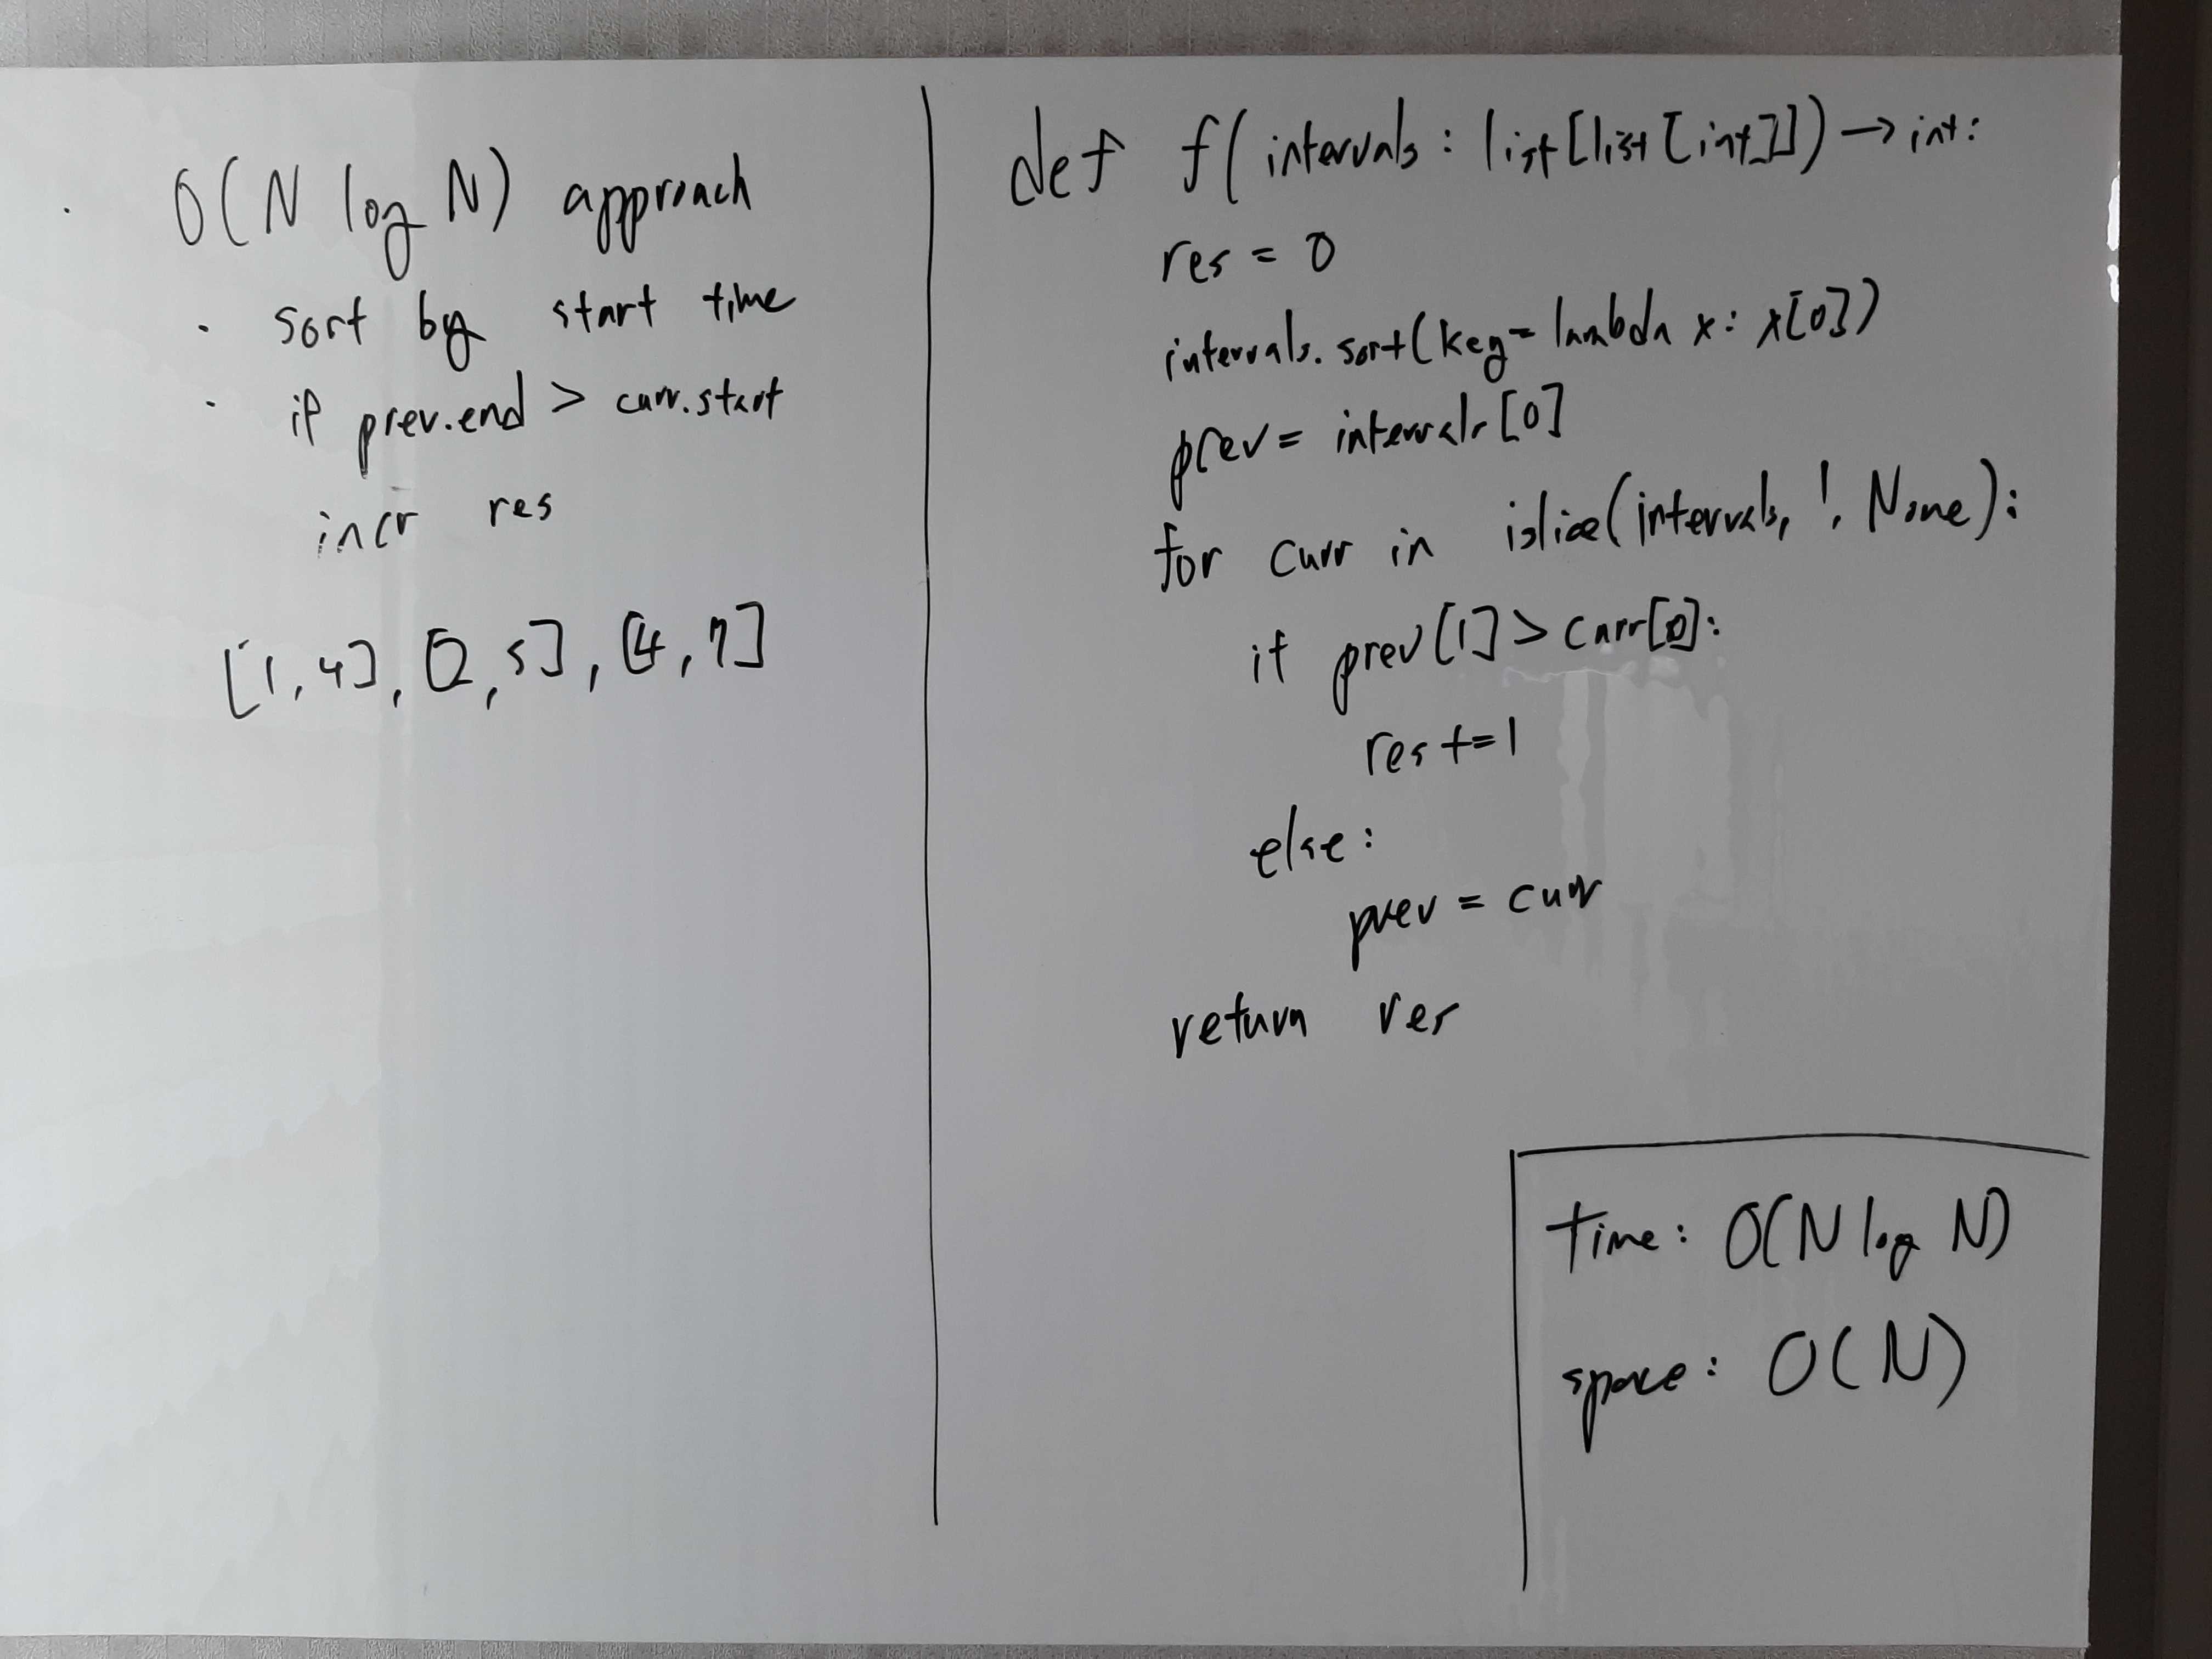 O(N log N) approach
· sort by start time
· if prev.end > curr.start
incr res
[1, 4], [2, 5], [4, 7]
def f(intervals: list[list[int]]) → int:
res = 0
intervals.sort(key=lambda x: x[0])
prev = intervals[0]
for curr in islice(intervals, 1, None):
if prev[1] > curr[0]:
res += 1
else:
prev = curr
return res
time: O(N log N)
space: O(N)